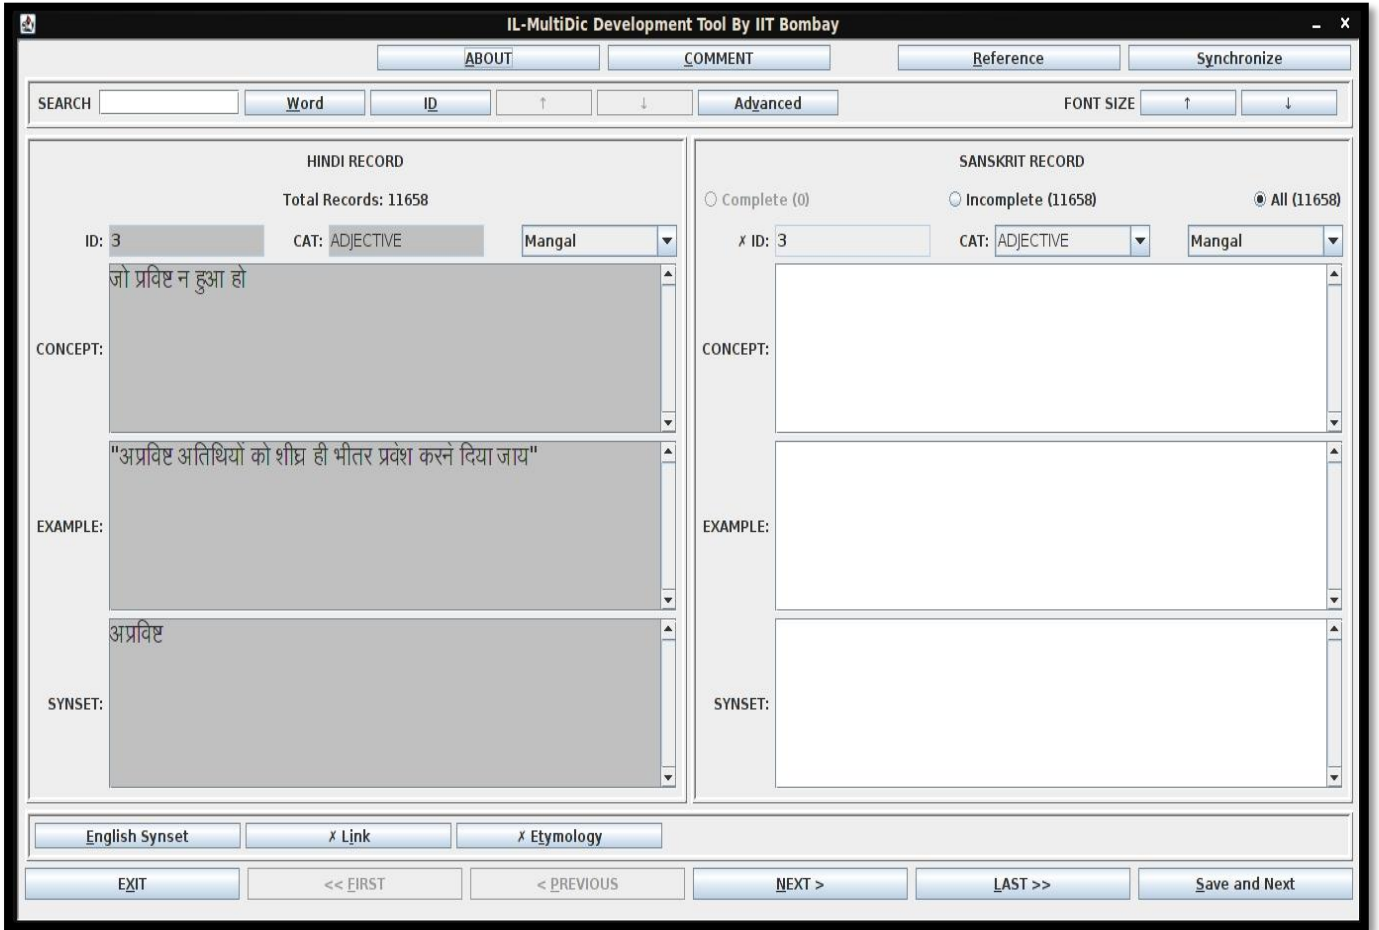 IL-MultiDic Development Tool By IIT Bombay
ABOUT COMMENT Reference Synchronize
SEARCH Word ID ↑ ↓ Advanced FONT SIZE ↑ ↓
HINDI RECORD
Total Records: 11658
ID: 3 CAT: ADJECTIVE Mangal
CONCEPT: जो प्रविष्ट न हुआ हो
EXAMPLE: "अप्रविष्ट अतिथियों को शीघ्र ही भीतर प्रवेश करने दिया जाय"
SYNSET: अप्रविष्ट
SANSKRIT RECORD
Complete (0) Incomplete (11658) All (11658)
✗ ID: 3 CAT: ADJECTIVE Mangal
CONCEPT:
EXAMPLE:
SYNSET:
English Synset ✗ Link ✗ Etymology
EXIT << FIRST < PREVIOUS NEXT > LAST >> Save and Next